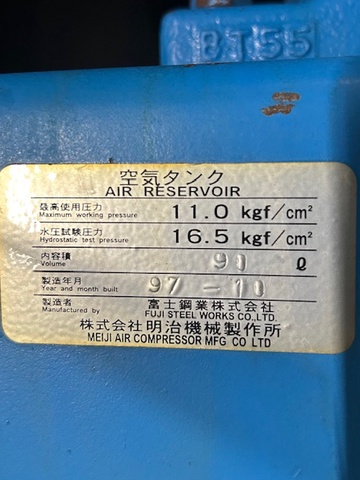 BT55
空気タンク
AIR RESERVOIR
最高使用圧力 11.0 kgf/cm²
Maximum working pressure
水圧試験圧力 16.5 kgf/cm²
Hydrostatic test pressure
内容積 ℓ
Volume
製造年月
Year and month built
製造者 富士鋼業株式会社
Manufactured by FUJI STEEL WORKS CO.,LTD.
株式会社明治機械製作所
MEIJI AIR COMPRESSOR MFG CO LTD